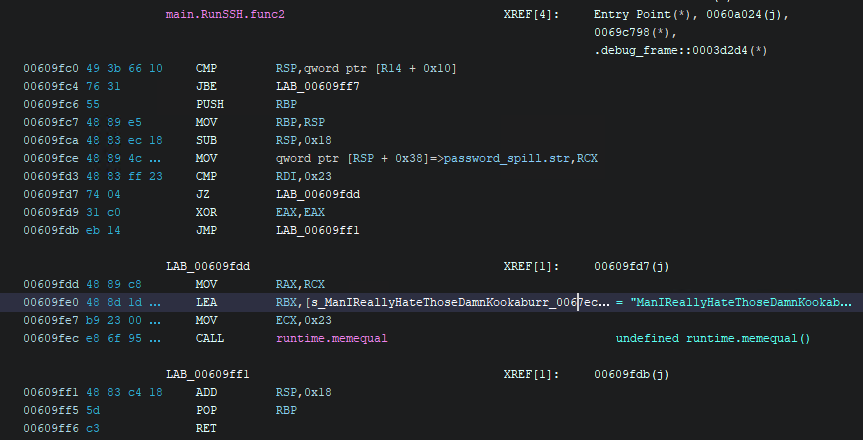 main.RunSSH.func2 XREF[4]: Entry Point(*), 0060a024(j),
0069c798(*),
.debug_frame::0003d2d4(*)
00609fc0 49 3b 66 10 CMP RSP,qword ptr [R14 + 0x10]
00609fc4 76 31 JBE LAB_00609ff7
00609fc6 55 PUSH RBP
00609fc7 48 89 e5 MOV RBP,RSP
00609fca 48 83 ec 18 SUB RSP,0x18
00609fce 48 89 4c ... MOV qword ptr [RSP + 0x38]=>password_spill.str,RCX
00609fd3 48 83 ff 23 CMP RDI,0x23
00609fd7 74 04 JZ LAB_00609fdd
00609fd9 31 c0 XOR EAX,EAX
00609fdb eb 14 JMP LAB_00609ff1
LAB_00609fdd XREF[1]: 00609fd7(j)
00609fdd 48 89 c8 MOV RAX,RCX
00609fe0 48 8d 1d ... LEA RBX,[s_ManIReallyHateThoseDamnKookaburr_0067ec... = "ManIReallyHateThoseDamnKookab...
00609fe7 b9 23 00 ... MOV ECX,0x23
00609fec e8 6f 95 ... CALL runtime.memequal undefined runtime.memequal()
LAB_00609ff1 XREF[1]: 00609fdb(j)
00609ff1 48 83 c4 18 ADD RSP,0x18
00609ff5 5d POP RBP
00609ff6 c3 RET